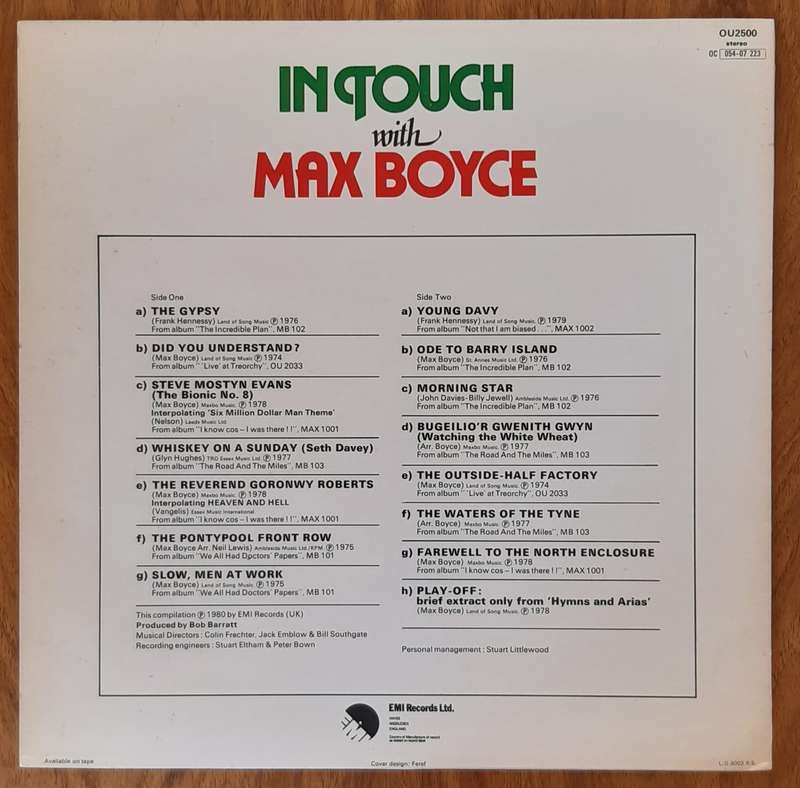 OU2500
stereo
OC 054-07 223
IN TOUCH
with
MAX BOYCE
Side One
a) THE GYPSY
(Frank Hennessy) Land of Song Music ℗ 1976
From album "The Incredible Plan", MB 102
b) DID YOU UNDERSTAND?
(Max Boyce) Land of Song Music ℗ 1974
From album "'Live' at Treorchy", OU 2033
c) STEVE MOSTYN EVANS
(The Bionic No. 8)
(Max Boyce) Maxbo Music. ℗ 1978
Interpolating 'Six Million Dollar Man Theme'
(Nelson) Leeds Music Ltd
From album "I know cos – I was there!!", MAX 1001
d) WHISKEY ON A SUNDAY (Seth Davey)
(Glyn Hughes) TRO Essex Music Ltd. ℗ 1977
From album "The Road And The Miles", MB 103
e) THE REVEREND GORONWY ROBERTS
(Max Boyce) Maxbo Music ℗ 1978
Interpolating HEAVEN AND HELL
(Vangelis) Essex Music International
From album "I know cos – I was there!!", MAX 1001
f) THE PONTYPOOL FRONT ROW
(Max Boyce Arr. Neil Lewis) Ambleside Music Ltd./KPM ℗ 1975
From album "We All Had Doctors' Papers", MB 101
g) SLOW, MEN AT WORK
(Max Boyce) Land of Song Music ℗ 1975
From album "We All Had Doctors' Papers", MB 101
This compilation ℗ 1980 by EMI Records (UK)
Produced by Bob Barratt
Musical Directors : Colin Frechter, Jack Emblow & Bill Southgate
Recording engineers : Stuart Eltham & Peter Bown
Side Two
a) YOUNG DAVY
(Frank Hennessy) Land of Song Music. ℗ 1979
From album "Not that I am biased . . .", MAX 1002
b) ODE TO BARRY ISLAND
(Max Boyce) St. Annes Music Ltd. ℗ 1976
From album "The Incredible Plan", MB 102
c) MORNING STAR
(John Davies-Billy Jewell) Ambleside Music Ltd. ℗ 1976
From album "The Incredible Plan", MB 102
d) BUGEILIO'R GWENITH GWYN
(Watching the White Wheat)
(Arr. Boyce) Maxbo Music. ℗ 1977
From album "The Road And The Miles", MB 103
e) THE OUTSIDE-HALF FACTORY
(Max Boyce) Land of Song Music ℗ 1974
From album "'Live' at Treorchy", OU 2033
f) THE WATERS OF THE TYNE
(Arr. Boyce) Maxbo Music ℗ 1977
From album "The Road And The Miles", MB 103
g) FAREWELL TO THE NORTH ENCLOSURE
(Max Boyce) Maxbo Music ℗ 1978
From album "I know cos – I was there!!", MAX 1001
h) PLAY-OFF:
brief extract only from 'Hymns and Arias'
(Max Boyce) Land of Song Music. ℗ 1978
Personal management : Stuart Littlewood
EMI
EMI Records Ltd.
HAYES
MIDDLESEX
ENGLAND
Country of Manufacture of record
as stated on record label
Available on tape
Cover design: Feref